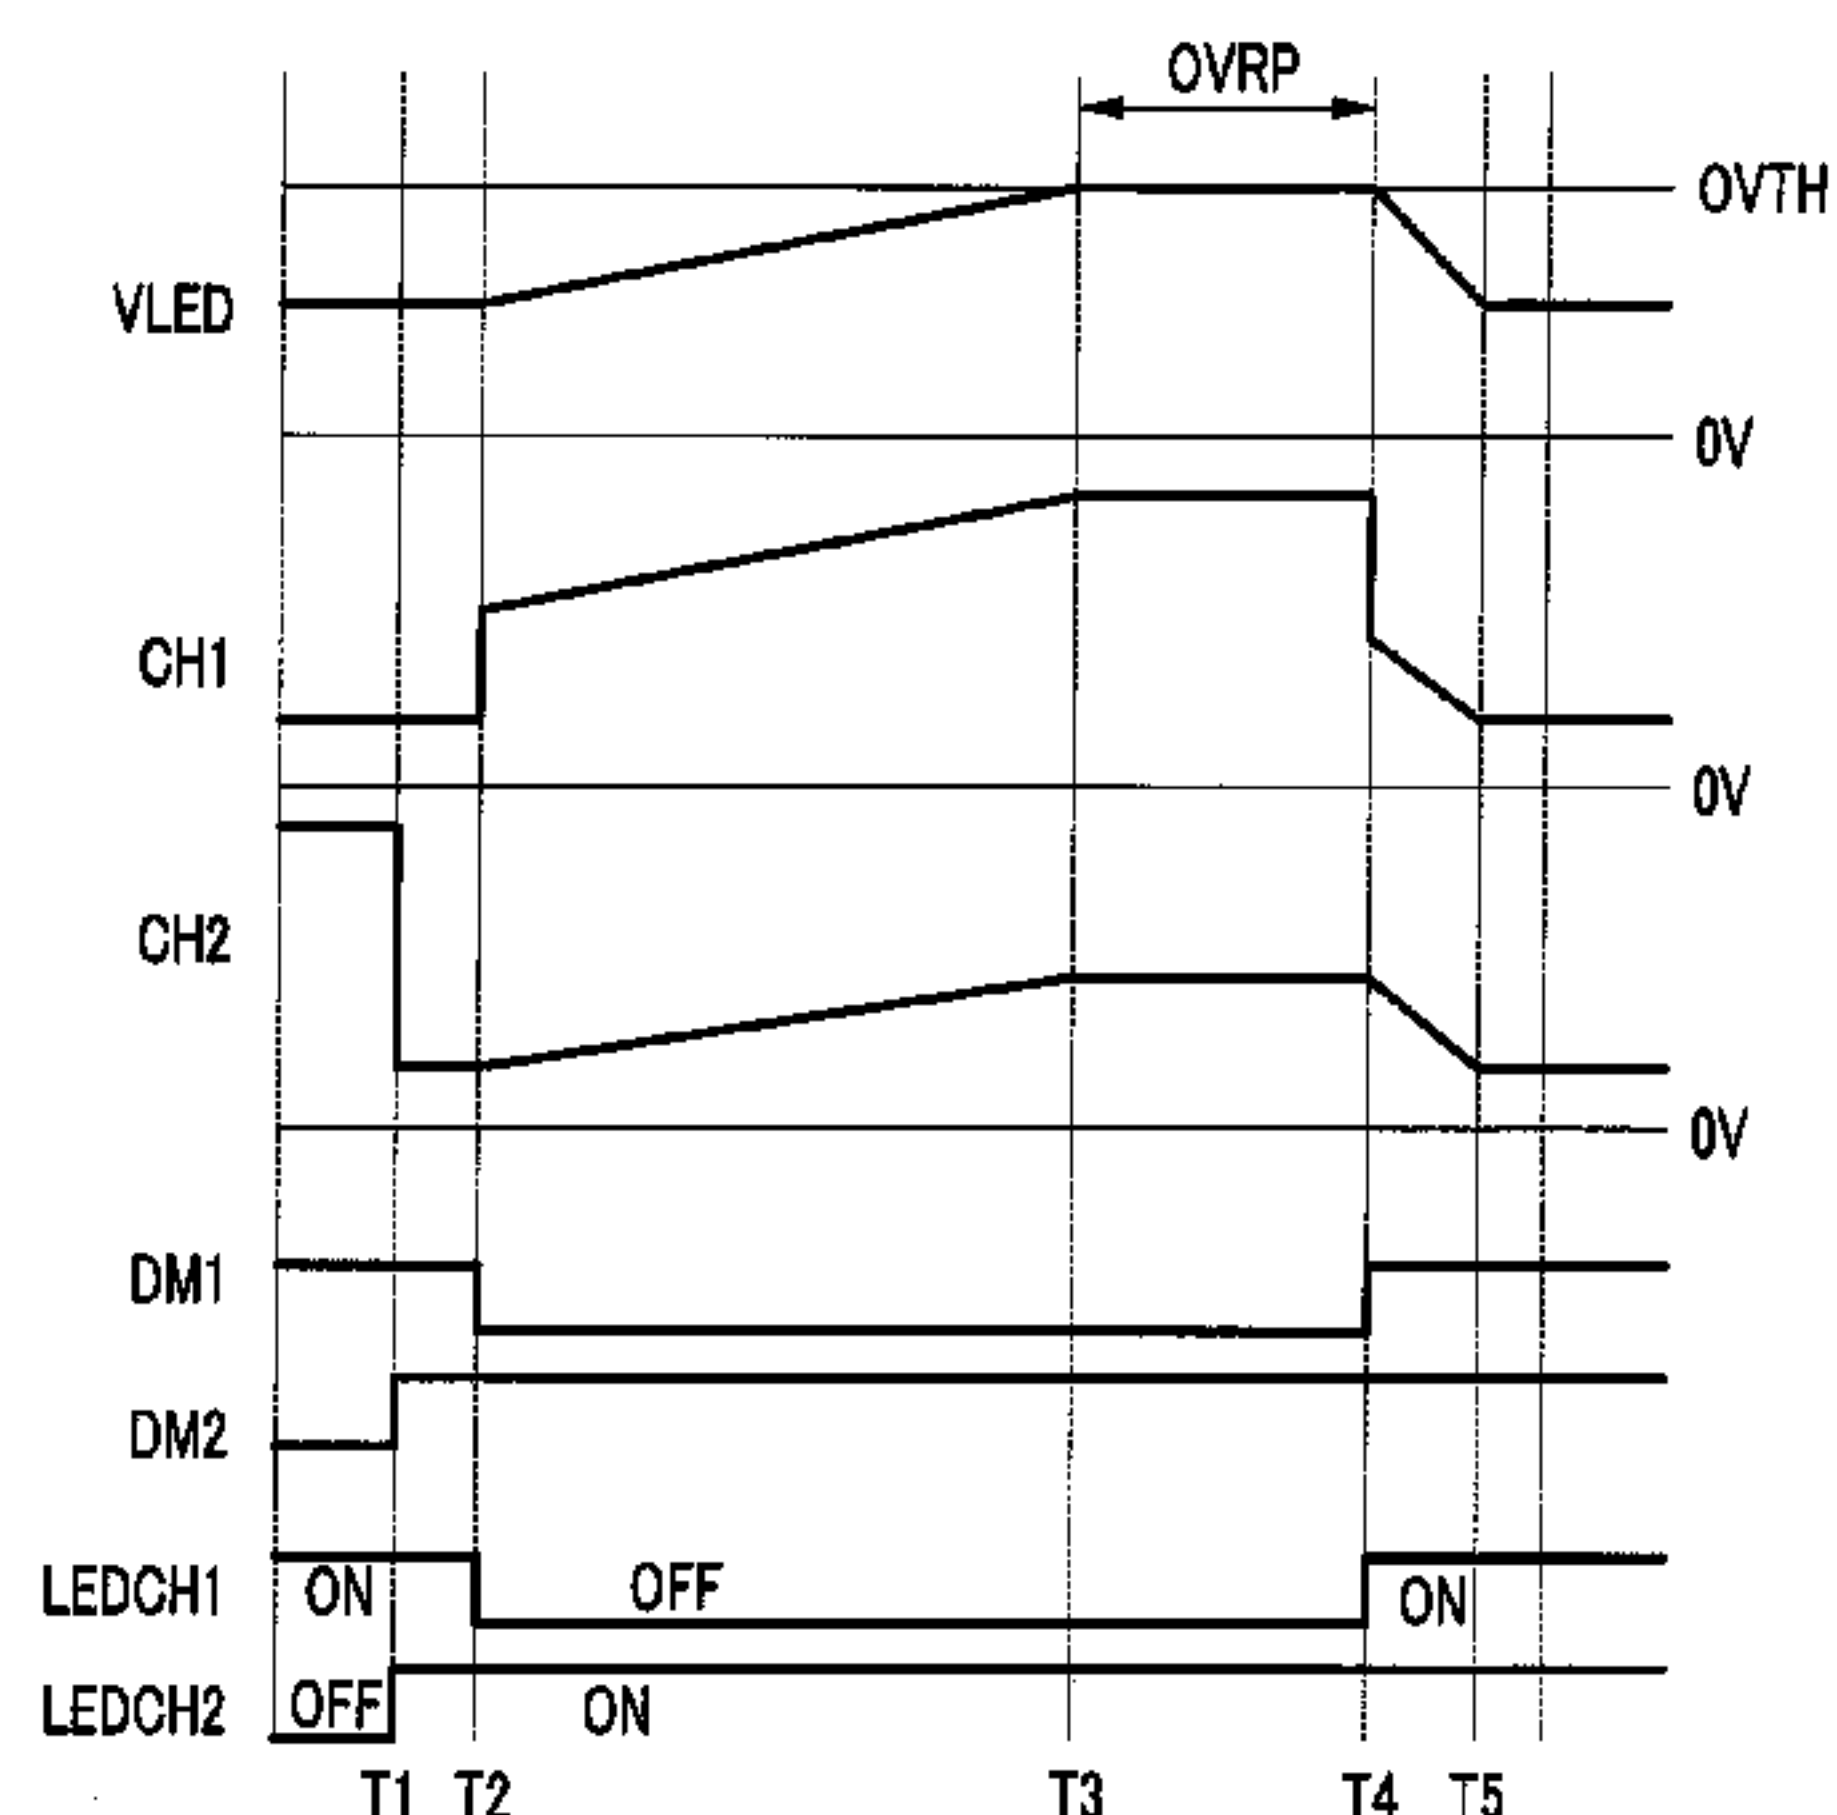 OVRP
OVTH
VLED
0V
CH1
0V
CH2
0V
DM1
DM2
LEDCH1 ON OFF ON
LEDCH2 OFF ON
T1 T2 T3 T4 T5